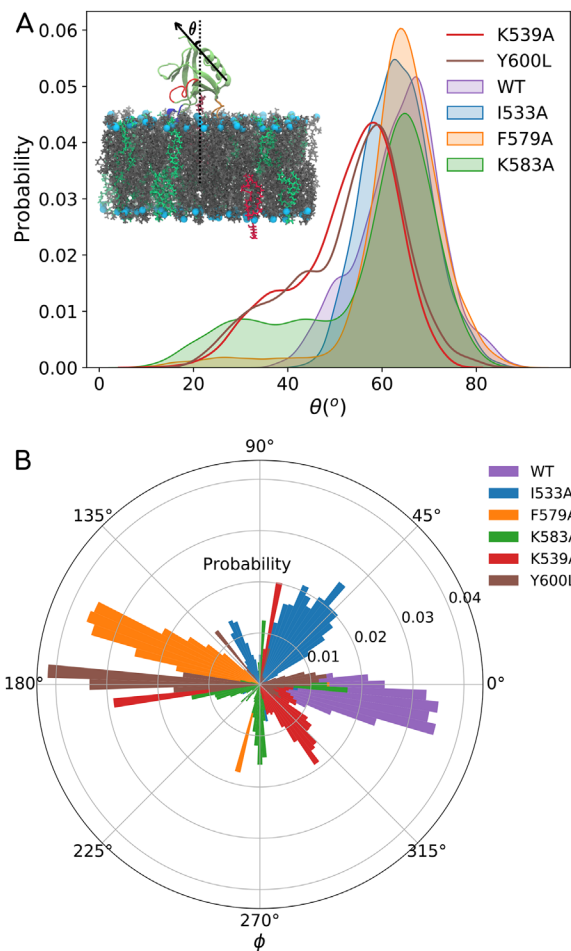 A
θ
Probability
0.06
0.05
0.04
0.03
0.02
0.01
0.00
0
20
40
60
80
θ(°)
K539A
Y600L
WT
I533A
F579A
K583A
B
90°
45°
0°
315°
270°
225°
180°
135°
Probability
0.01
0.02
0.03
0.04
ϕ
WT
I533A
F579A
K583A
K539A
Y600L